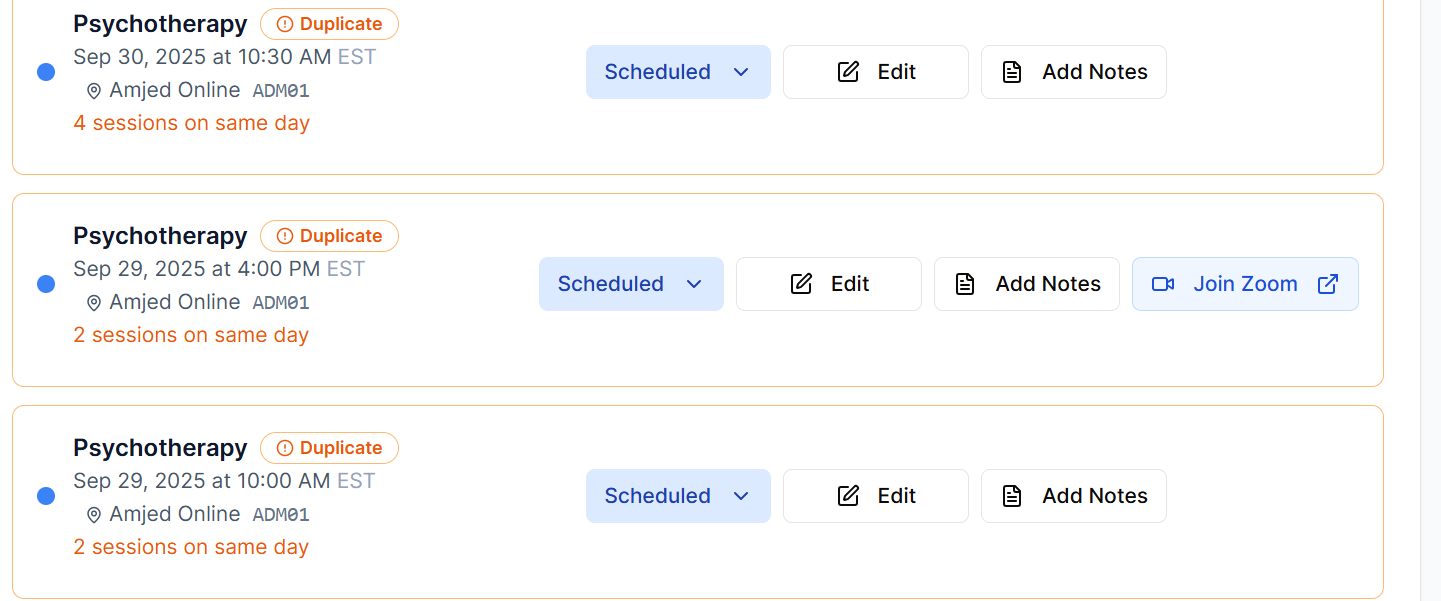 Psychotherapy Duplicate
Sep 30, 2025 at 10:30 AM EST
Amjed Online ADM01
4 sessions on same day
Scheduled Edit Add Notes
Psychotherapy Duplicate
Sep 29, 2025 at 4:00 PM EST
Amjed Online ADM01
2 sessions on same day
Scheduled Edit Add Notes Join Zoom
Psychotherapy Duplicate
Sep 29, 2025 at 10:00 AM EST
Amjed Online ADM01
2 sessions on same day
Scheduled Edit Add Notes